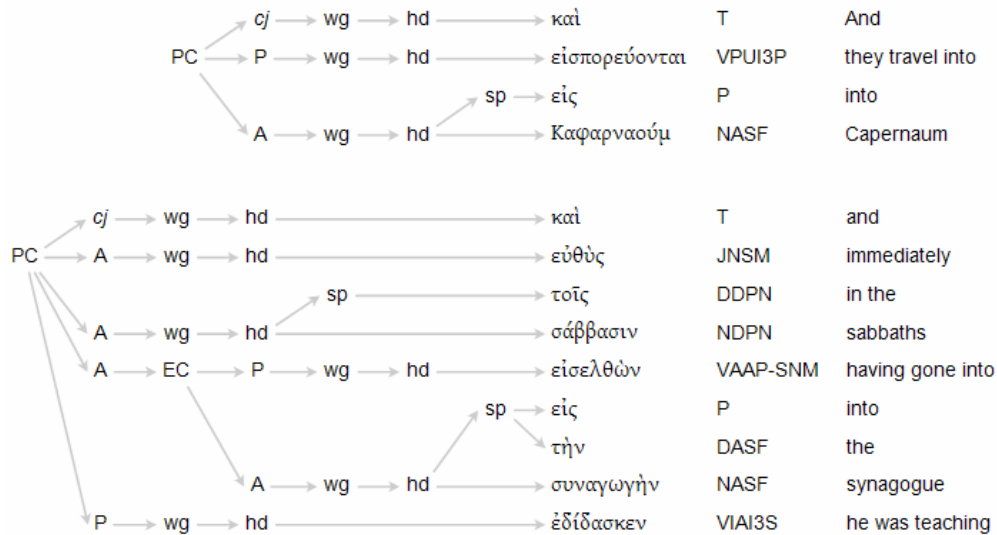 cj wg hd καὶ T And
PC P wg hd εἰσπορεύονται VPUI3P they travel into
sp εἰς P into
A wg hd Καφαρναούμ NASF Capernaum
cj wg hd καὶ T and
PC A wg hd εὐθὺς JNSM immediately
sp τοῖς DDPN in the
A wg hd σάββασιν NDPN sabbaths
A EC P wg hd εἰσελθὼν VAAP-SNM having gone into
sp εἰς P into
τὴν DASF the
A wg hd συναγωγὴν NASF synagogue
P wg hd ἐδίδασκεν VIAI3S he was teaching